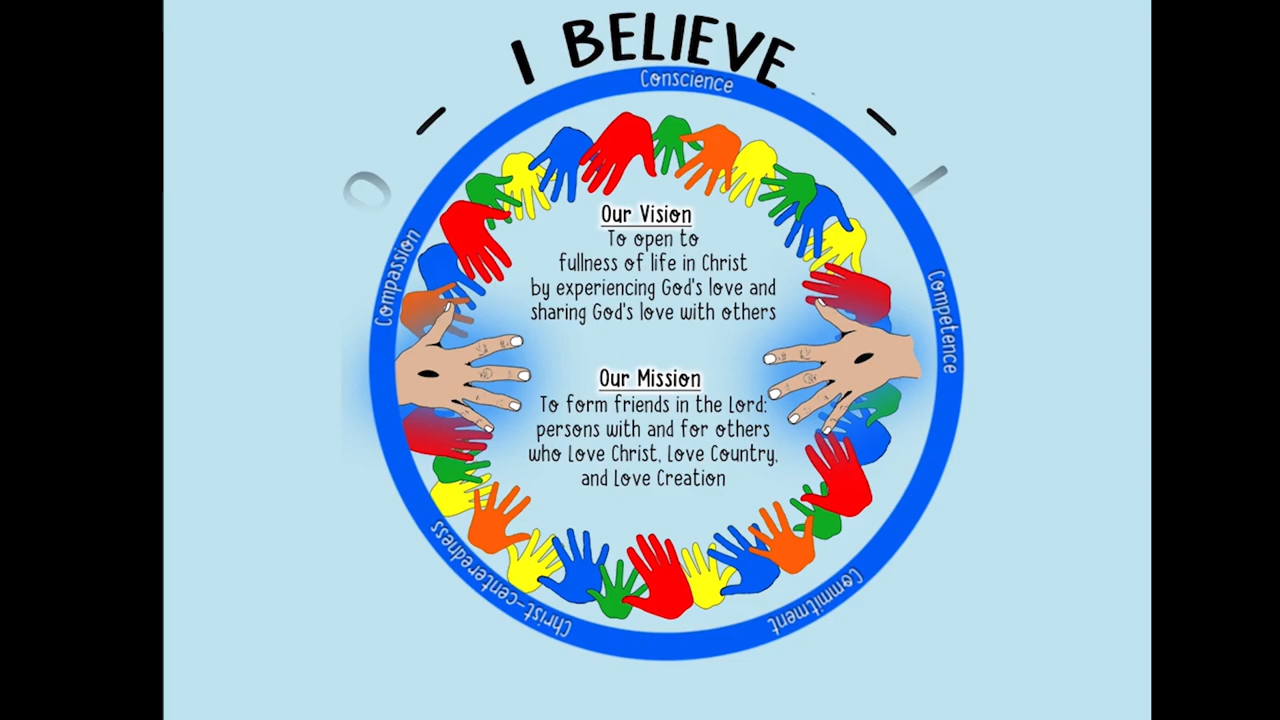 I BELIEVE
Conscience
Compassion
Competence
Our Vision
To open to
fullness of life in Christ
by experiencing God's love and
sharing God's love with others
Our Mission
To form friends in the Lord:
persons with and for others
who Love Christ, Love Country,
and Love Creation
Christ-centeredness
Commitment